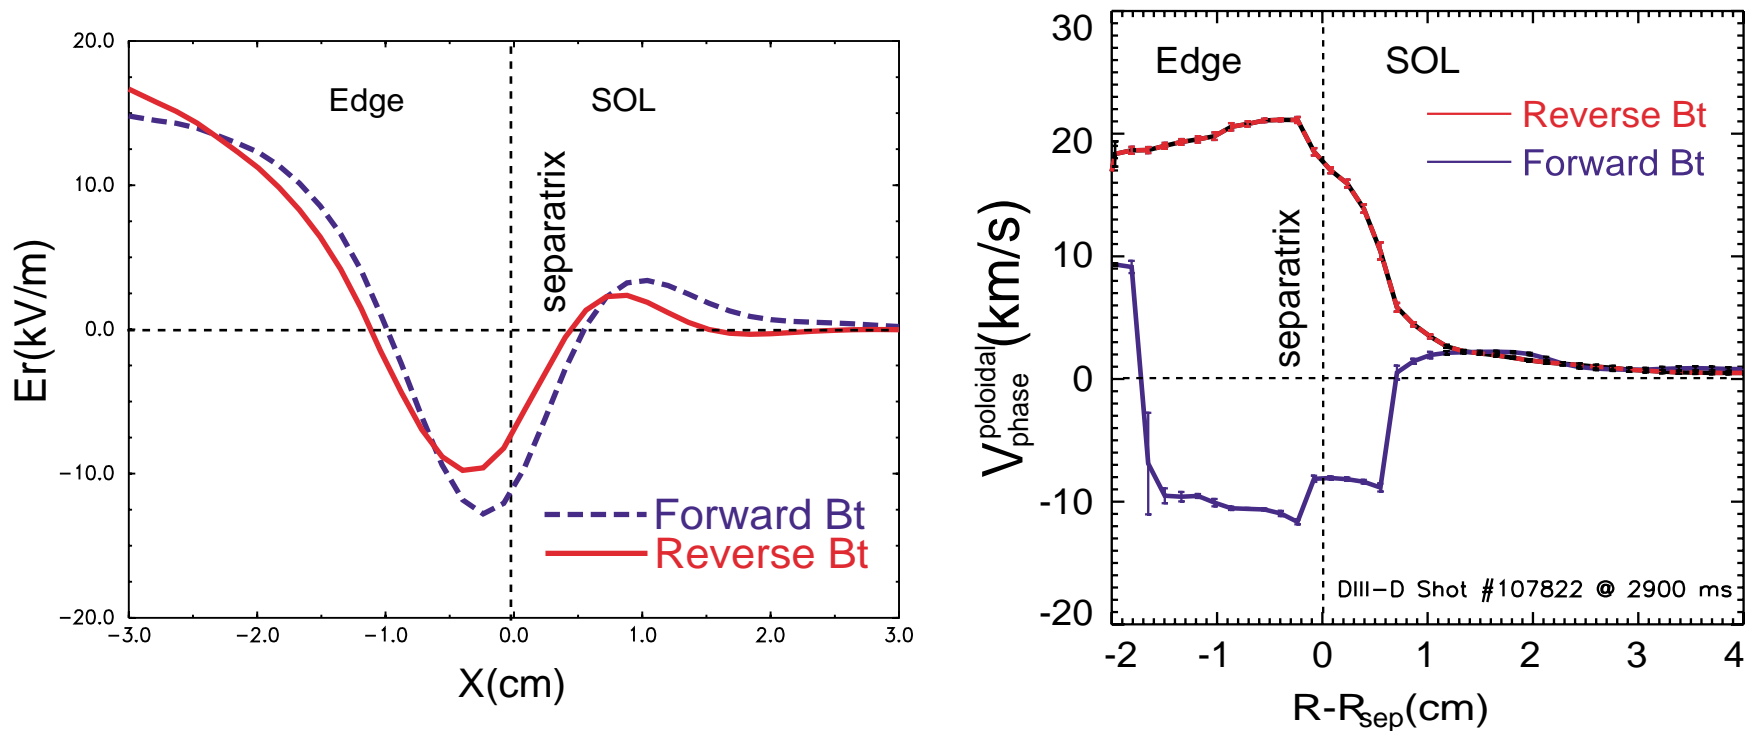 20.0
10.0
0.0
−10.0
−20.0
Er(kV/m)
Edge
SOL
separatrix
Forward Bt
Reverse Bt
−3.0 −2.0 −1.0 0.0 1.0 2.0 3.0
X(cm)
30
20
10
0
-10
-20
V phase poloidal (km/s)
Edge
SOL
Reverse Bt
Forward Bt
separatrix
DIII−D Shot #107822 @ 2900 ms
-2 -1 0 1 2 3 4
R-Rsep(cm)